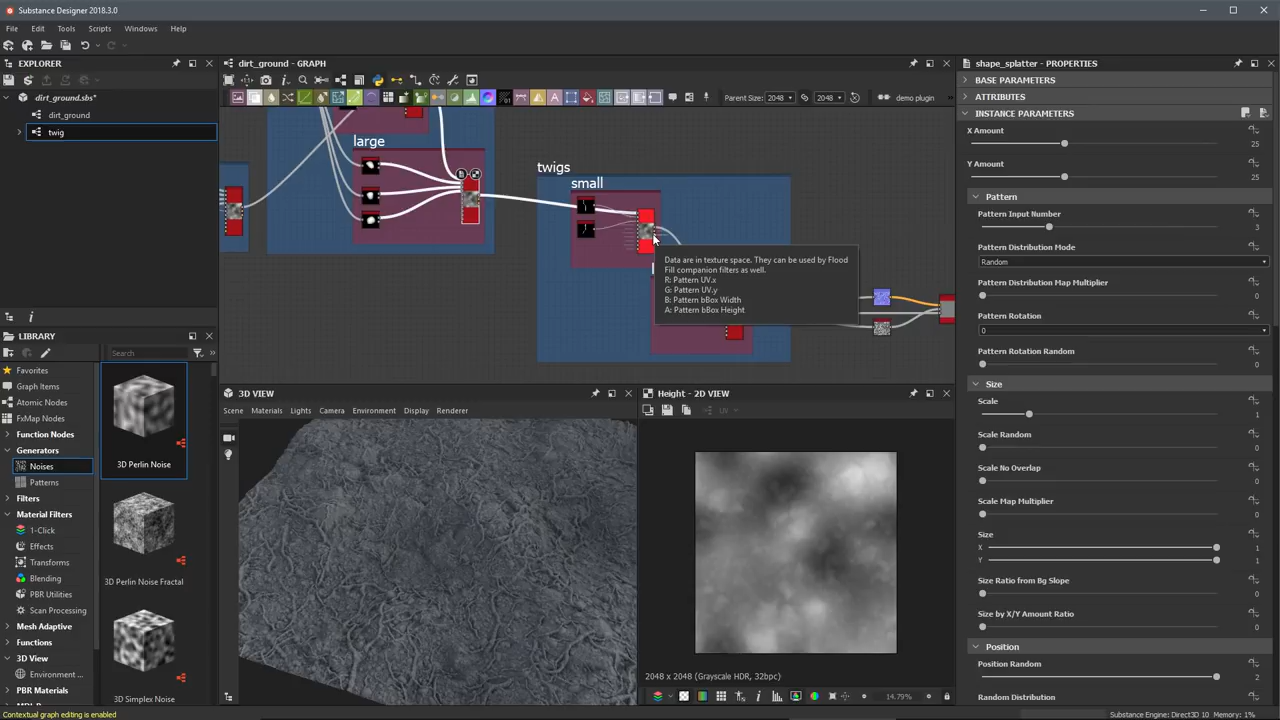 Substance Designer 2018.3.0
File Edit Tools Scripts Windows Help
EXPLORER
dirt_ground.sbs*
dirt_ground
twig
LIBRARY
Search
Favorites
Graph Items
Atomic Nodes
FxMap Nodes
Function Nodes
Generators
Noises
Patterns
Filters
Material Filters
1-Click
Effects
Transforms
Blending
PBR Utilities
Scan Processing
Mesh Adaptive
Functions
3D View
Environment ...
PBR Materials
3D Perlin Noise
3D Perlin Noise Fractal
3D Simplex Noise
Contextual graph editing is enabled
dirt_ground - GRAPH
Parent Size: 2048 2048 demo plugin
large
twigs
small
Data are in texture space. They can be used by Flood
Fill companion filters as well.
R: Pattern UV.x
G: Pattern UV.y
B: Pattern bBox Width
A: Pattern bBox Height
3D VIEW
Scene Materials Lights Camera Environment Display Renderer
Height - 2D VIEW
UV
2048 x 2048 (Grayscale HDR, 32bpc)
14.79%
shape_splatter - PROPERTIES
BASE PARAMETERS
ATTRIBUTES
INSTANCE PARAMETERS
X Amount
25
Y Amount
25
Pattern
Pattern Input Number
3
Pattern Distribution Mode
Random
Pattern Distribution Map Multiplier
0
Pattern Rotation
0
Pattern Rotation Random
0
Size
Scale
1
Scale Random
0
Scale No Overlap
0
Scale Map Multiplier
0
Size
X 1
Y 1
Size Ratio from Bg Slope
0
Size by X/Y Amount Ratio
0
Position
Position Random
2
Random Distribution
Substance Engine: Direct3D 10 Memory: 1%